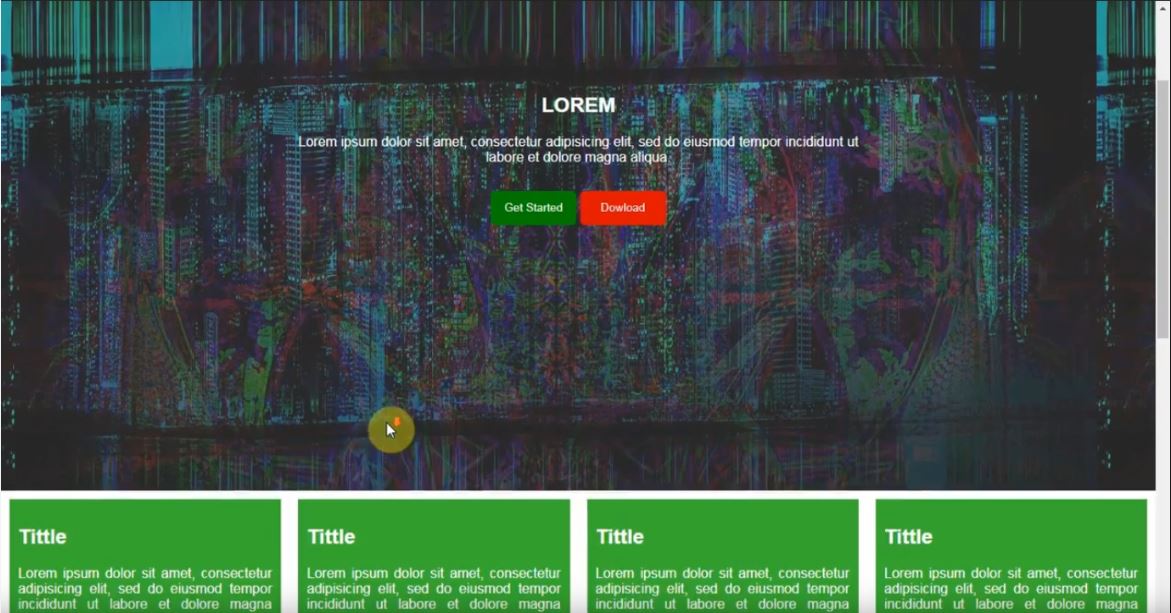 LOREM
Lorem ipsum dolor sit amet, consectetur adipisicing elit, sed do eiusmod tempor incididunt ut
labore et dolore magna aliqua.
Get Started
Dowload
Tittle
Lorem ipsum dolor sit amet, consectetur
adipisicing elit, sed do eiusmod tempor
incididunt ut labore et dolore magna
Tittle
Lorem ipsum dolor sit amet, consectetur
adipisicing elit, sed do eiusmod tempor
incididunt ut labore et dolore magna
Tittle
Lorem ipsum dolor sit amet, consectetur
adipisicing elit, sed do eiusmod tempor
incididunt ut labore et dolore magna
Tittle
Lorem ipsum dolor sit amet, consectetur
adipisicing elit, sed do eiusmod tempor
incididunt ut labore et dolore magna